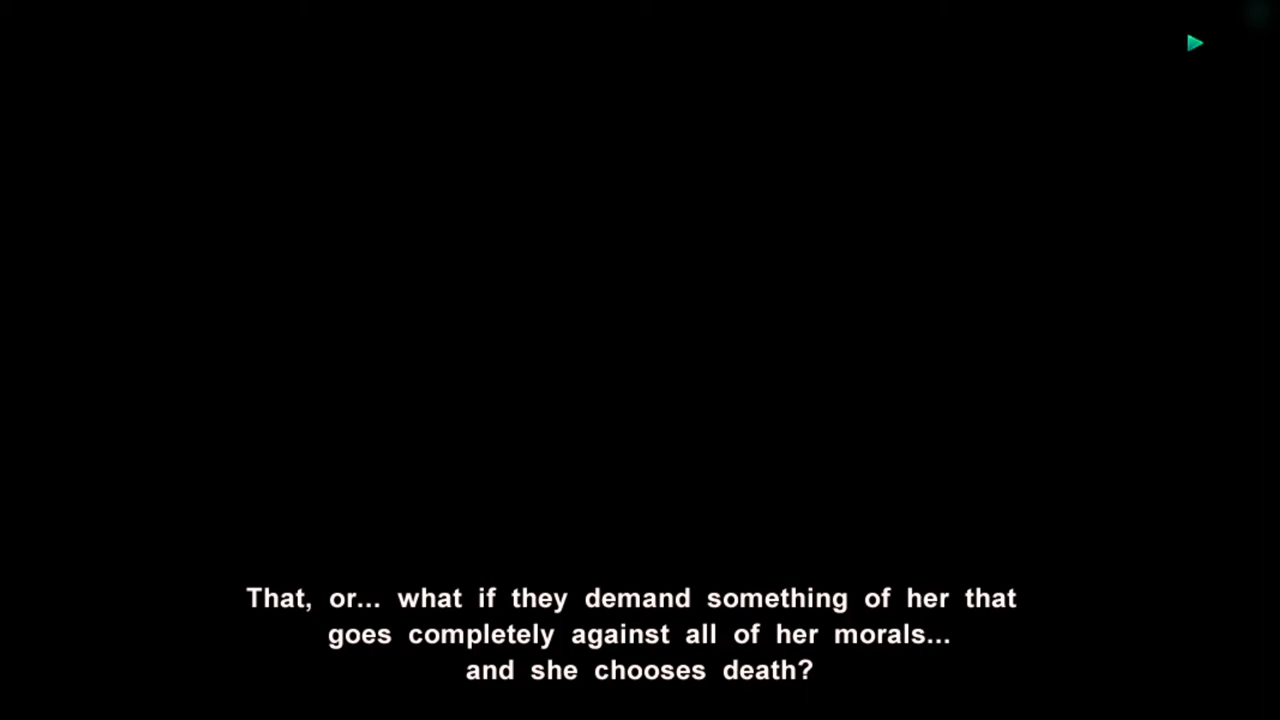 That, or... what if they demand something of her that
goes completely against all of her morals...
and she chooses death?